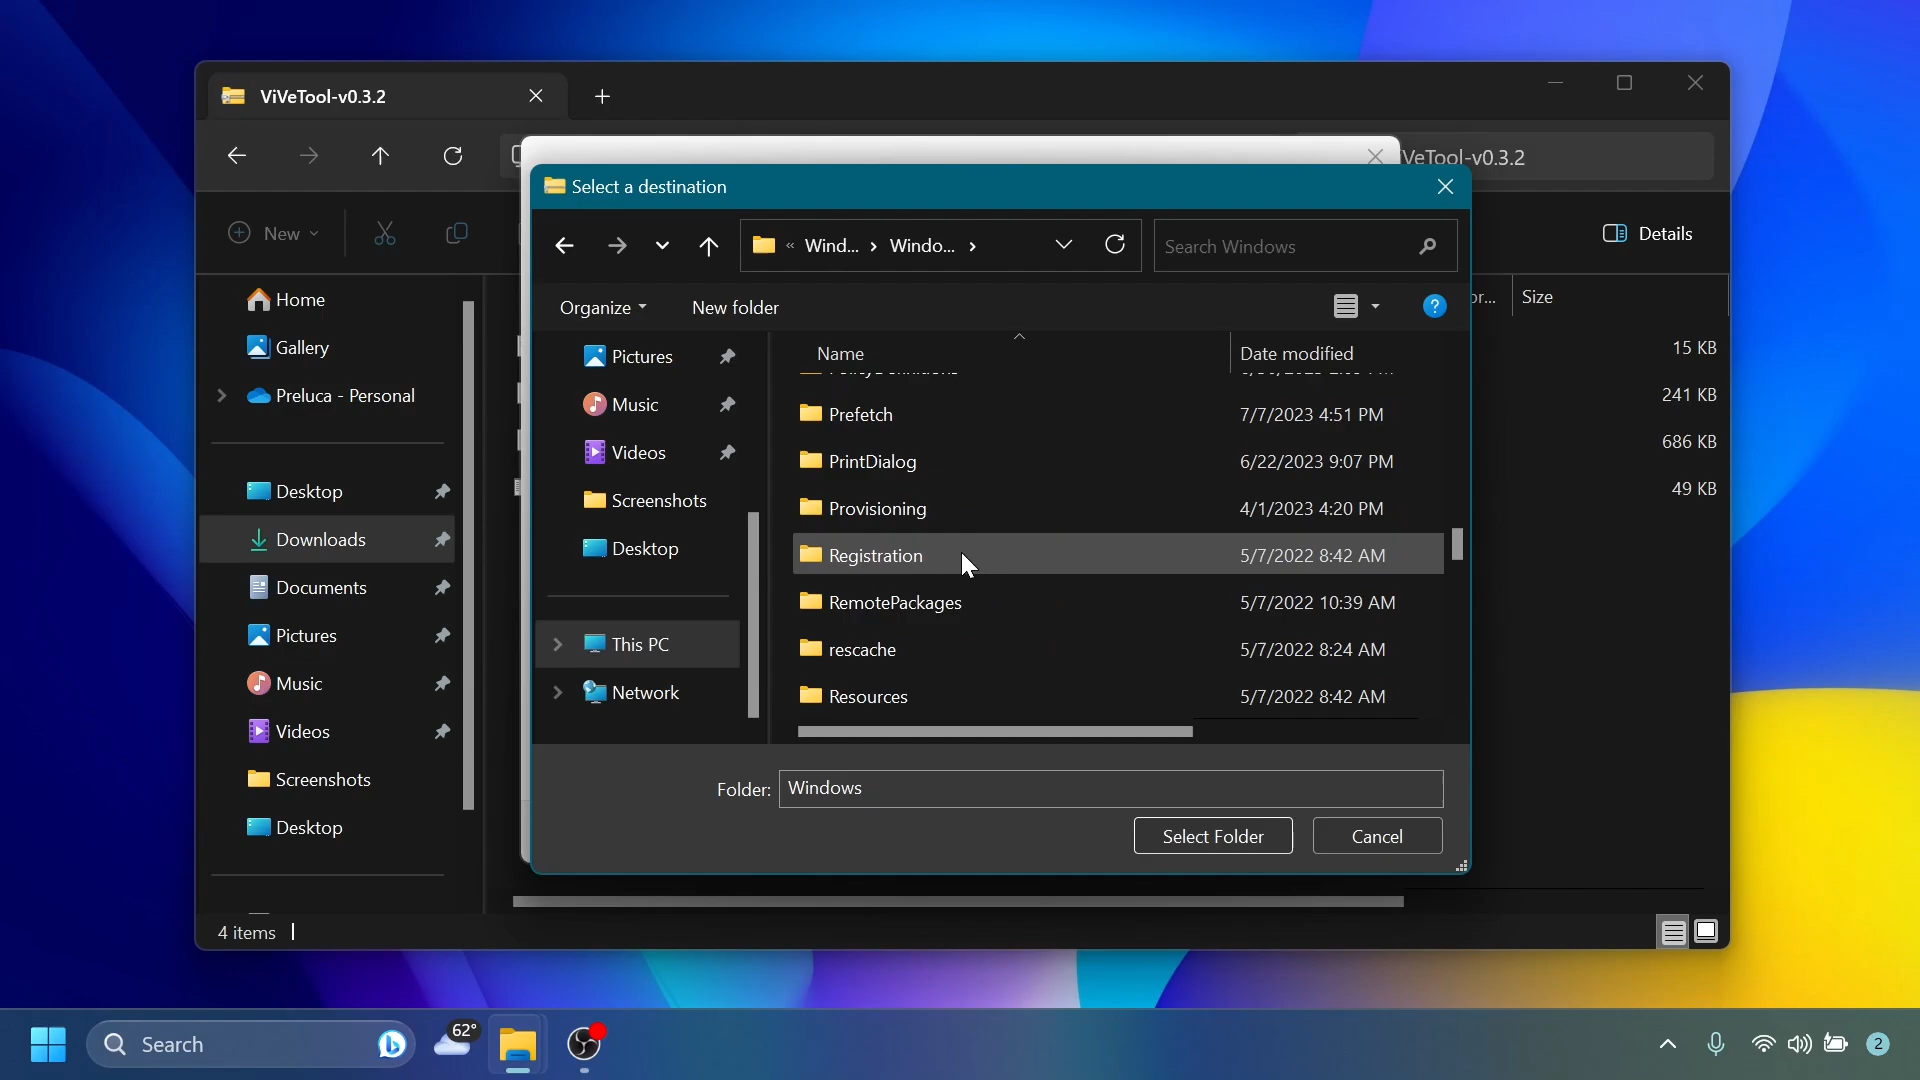 ViVeTool-v0.3.2
VeTool-v0.3.2
New
Details
Home
Gallery
Preluca - Personal
Desktop
Downloads
Documents
Pictures
Music
Videos
Screenshots
Desktop
4 items
Size
15 KB
241 KB
686 KB
49 KB
Select a destination
« Wind... › Windo... ›
Search Windows
Organize
New folder
Pictures
Music
Videos
Screenshots
Desktop
This PC
Network
Name Date modified
Prefetch 7/7/2023 4:51 PM
PrintDialog 6/22/2023 9:07 PM
Provisioning 4/1/2023 4:20 PM
Registration 5/7/2022 8:42 AM
RemotePackages 5/7/2022 10:39 AM
rescache 5/7/2022 8:24 AM
Resources 5/7/2022 8:42 AM
Folder: Windows
Select Folder
Cancel
Search
62°
2